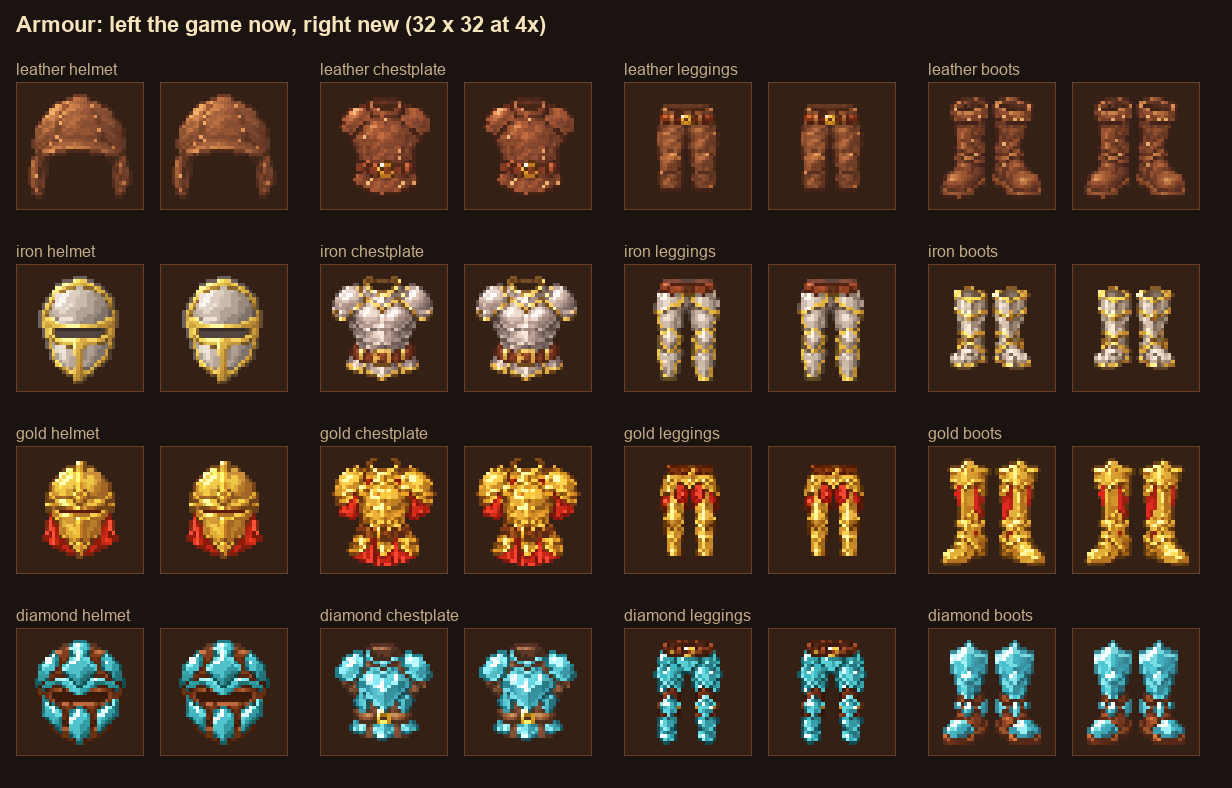 Armour: left the game now, right new (32 x 32 at 4x)
leather helmet
leather chestplate
leather leggings
leather boots
iron helmet
iron chestplate
iron leggings
iron boots
gold helmet
gold chestplate
gold leggings
gold boots
diamond helmet
diamond chestplate
diamond leggings
diamond boots